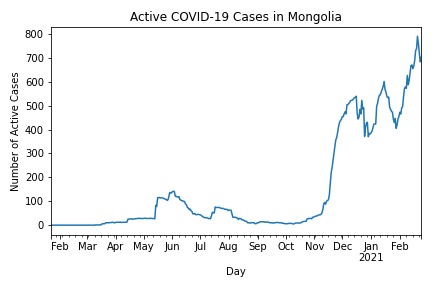 Active COVID-19 Cases in Mongolia
Number of Active Cases
800
700
600
500
400
300
200
100
0
Feb Mar Apr May Jun Jul Aug Sep Oct Nov Dec Jan Feb
2021
Day